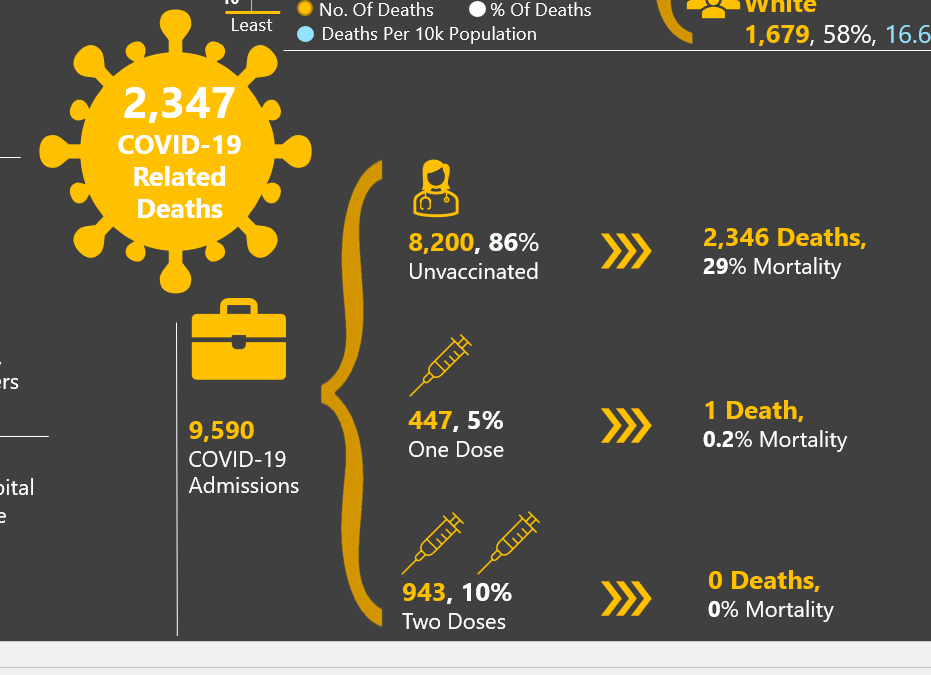 Least
No. Of Deaths
% Of Deaths
Deaths Per 10k Population
White
1,679, 58%, 16.6
2,347
COVID-19
Related
Deaths
8,200, 86%
Unvaccinated
2,346 Deaths,
29% Mortality
447, 5%
One Dose
1 Death,
0.2% Mortality
9,590
COVID-19
Admissions
943, 10%
Two Doses
0 Deaths,
0% Mortality